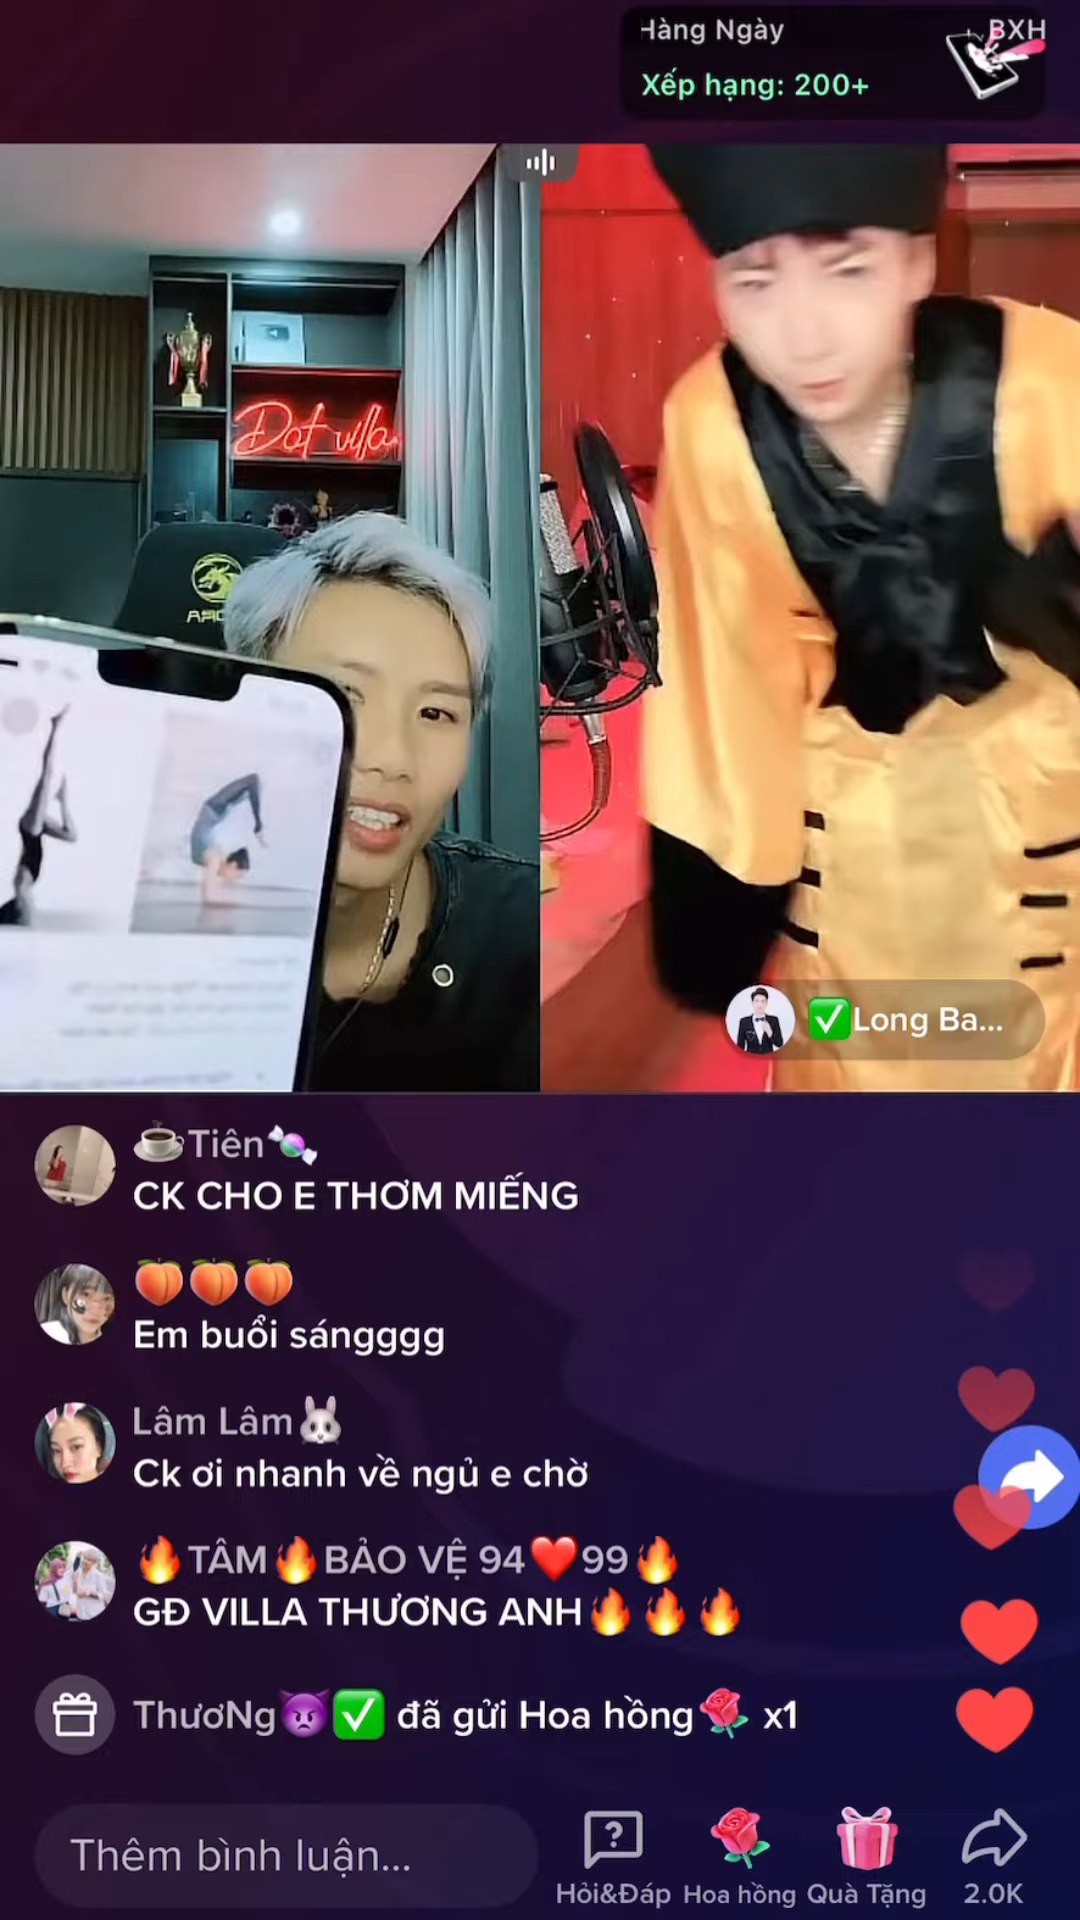 Hàng Ngày
BXH
Xếp hạng: 200+
Dat villa
✅Long Ba...
☕Tiên🍬
CK CHO E THƠM MIẾNG
🍑🍑🍑
Em buổi sángggg
Lâm Lâm🐰
Ck ơi nhanh về ngủ e chờ
🔥TÂM🔥BẢO VỆ 94❤️99🔥
GĐ VILLA THƯƠNG ANH🔥🔥🔥
ThươNg👿✅ đã gửi Hoa hồng🌹 x1
Thêm bình luận...
Hỏi&Đáp
Hoa hồng
Quà Tặng
2.0K